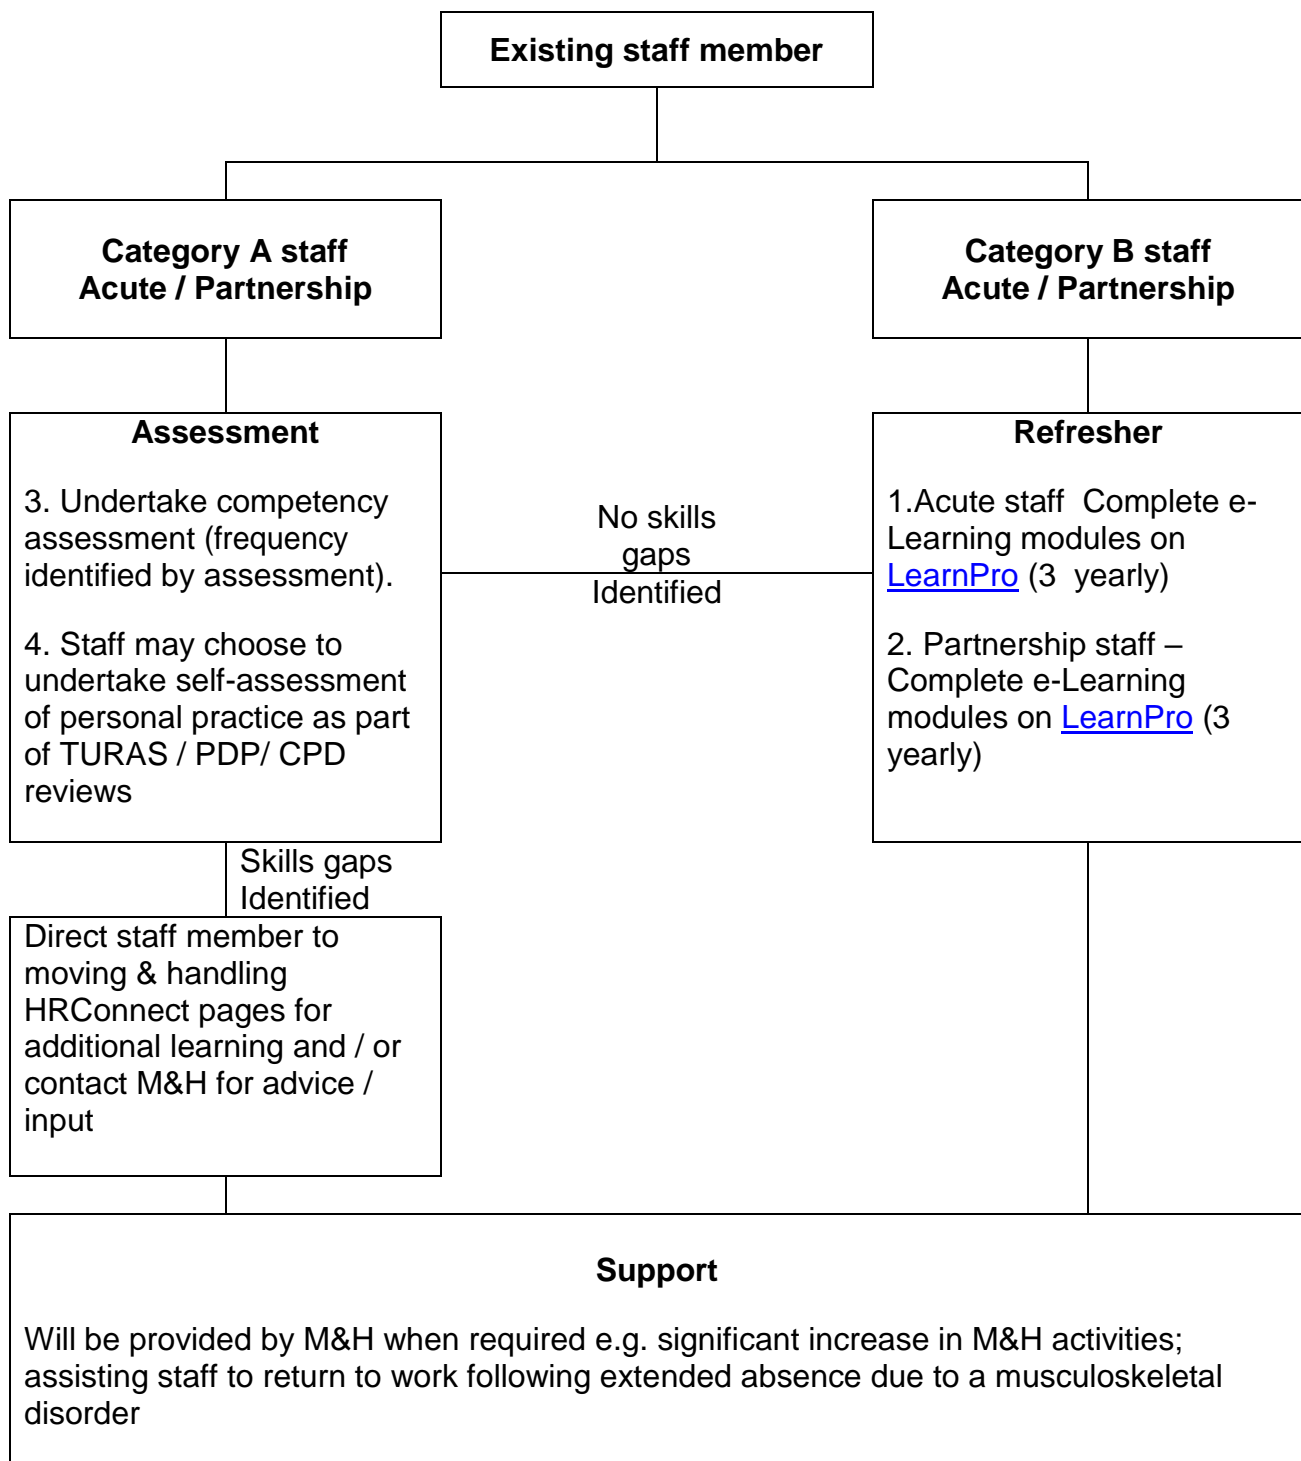 Existing staff member
Category A staff
Acute / Partnership
Category B staff
Acute / Partnership
Assessment
3. Undertake competency
assessment (frequency
identified by assessment).
4. Staff may choose to
undertake self-assessment
of personal practice as part
of TURAS / PDP/ CPD
reviews
No skills
gaps
Identified
Refresher
1.Acute staff  Complete e-
Learning modules on
LearnPro (3  yearly)
2. Partnership staff –
Complete e-Learning
modules on LearnPro (3
yearly)
Skills gaps
Identified
Direct staff member to
moving & handling
HRConnect pages for
additional learning and / or
contact M&H for advice /
input
Support
Will be provided by M&H when required e.g. significant increase in M&H activities;
assisting staff to return to work following extended absence due to a musculoskeletal
disorder